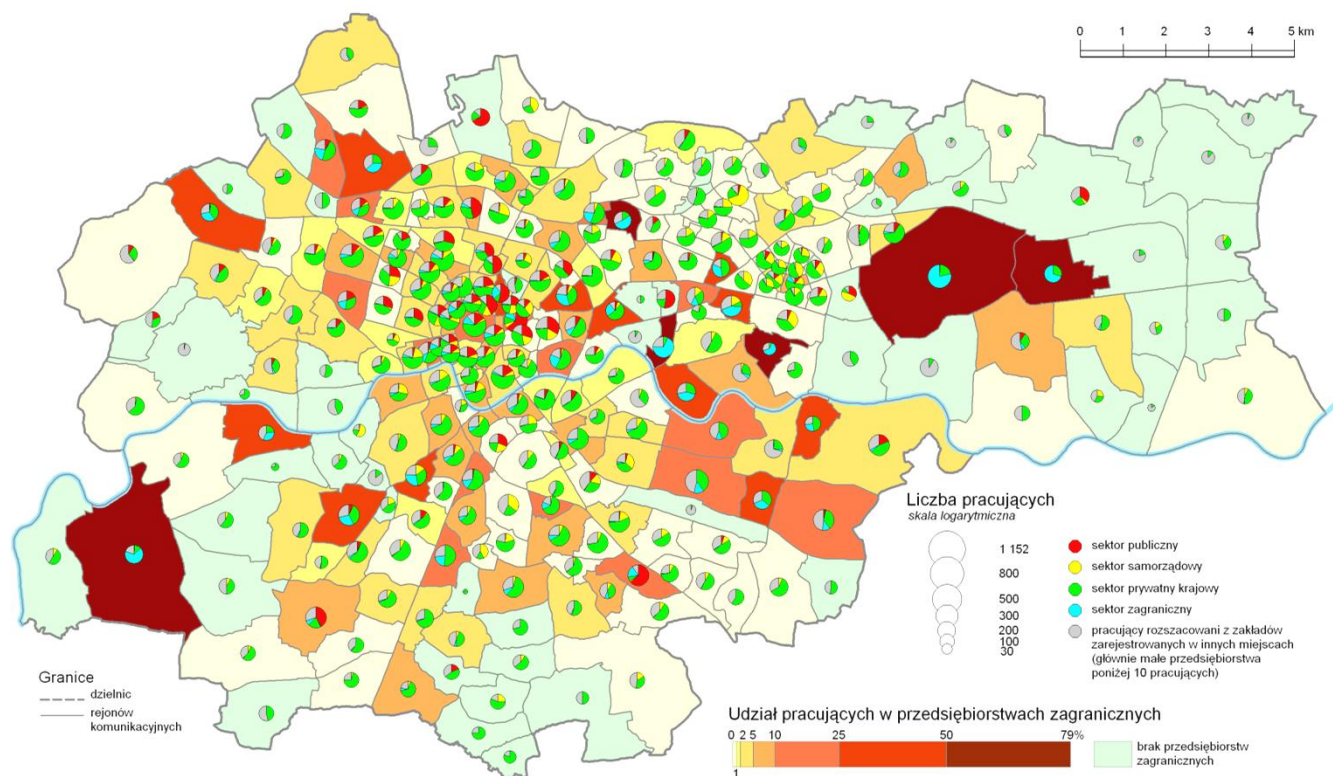 0 1 2 3 4 5 km
Liczba pracujących
skala logarytmiczna
1 152
800
500
300
200
100
30
sektor publiczny
sektor samorządowy
sektor prywatny krajowy
sektor zagraniczny
pracujący rozszacowani z zakładów
zarejestrowanych w innych miejscach
(głównie małe przedsiębiorstwa
poniżej 10 pracujących)
Granice
dzielnic
rejonów
komunikacyjnych
Udział pracujących w przedsiębiorstwach zagranicznych
0 2 5 10 25 50 79%
1
brak przedsiębiorstw
zagranicznych